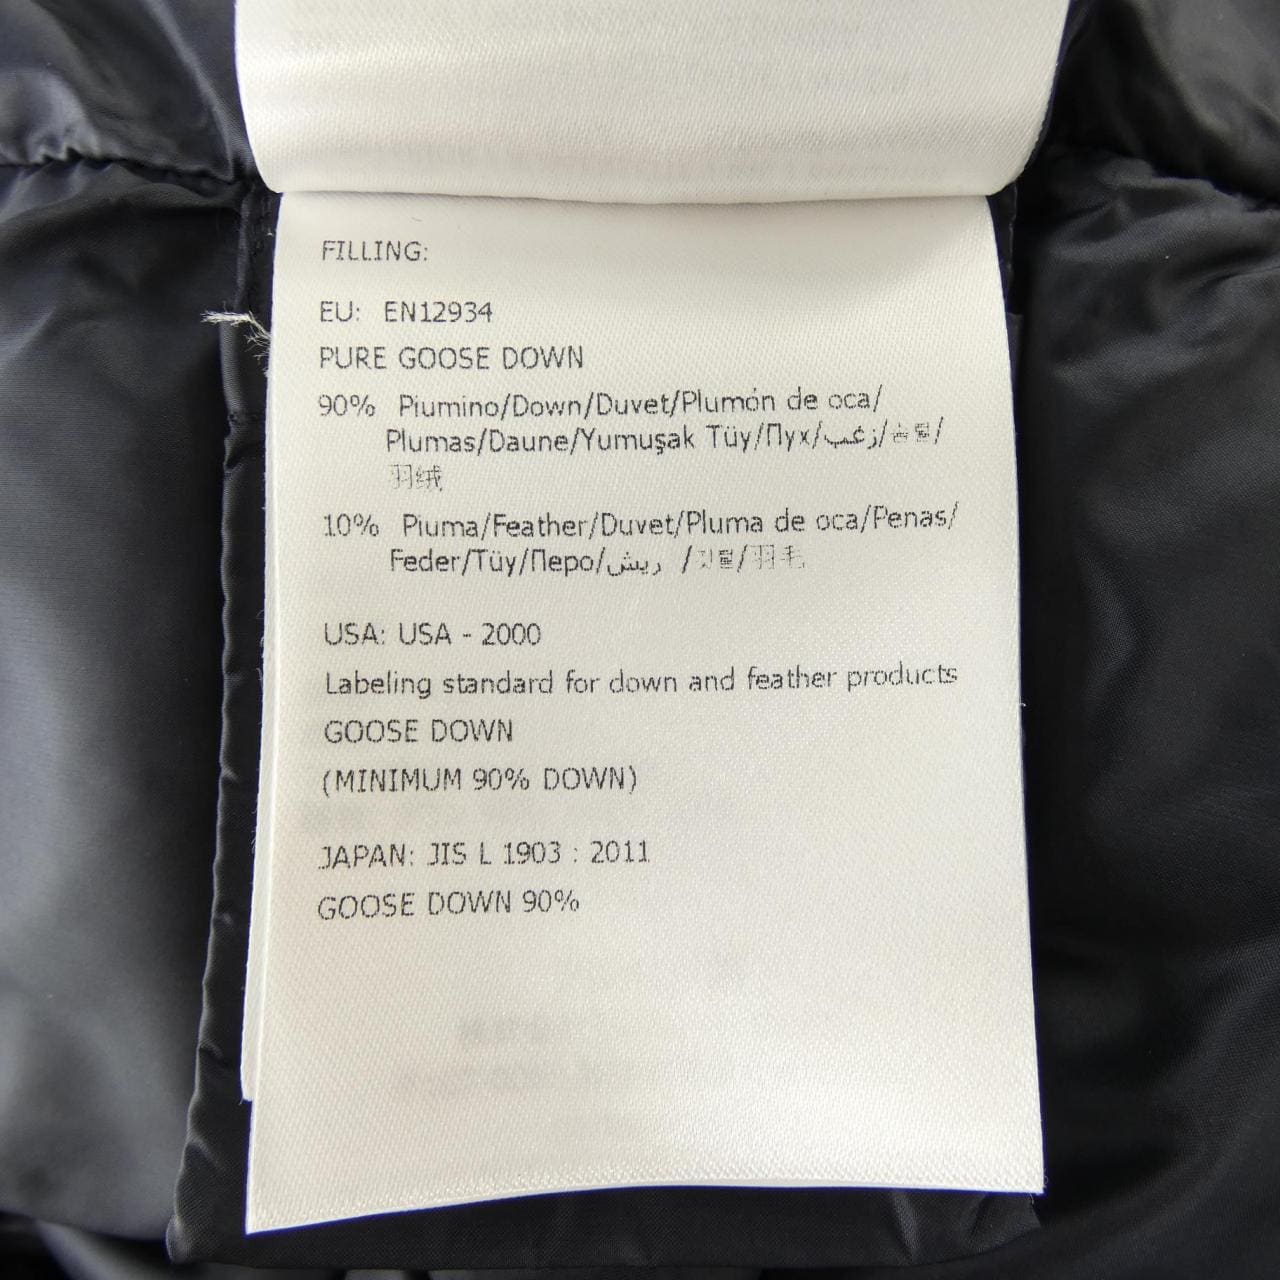 FILLING:
EU: EN12934
PURE GOOSE DOWN
90% Piumino/Down/Duvet/Plumón de oca/
Plumas/Daune/Yumuşak Tüy/Пух/زغب/솜털/
羽绒
10% Piuma/Feather/Duvet/Pluma de oca/Penas/
Feder/Tüy/Перо/ريش /깃털/羽毛
USA: USA - 2000
Labeling standard for down and feather products
GOOSE DOWN
(MINIMUM 90% DOWN)
JAPAN: JIS L 1903 : 2011
GOOSE DOWN 90%